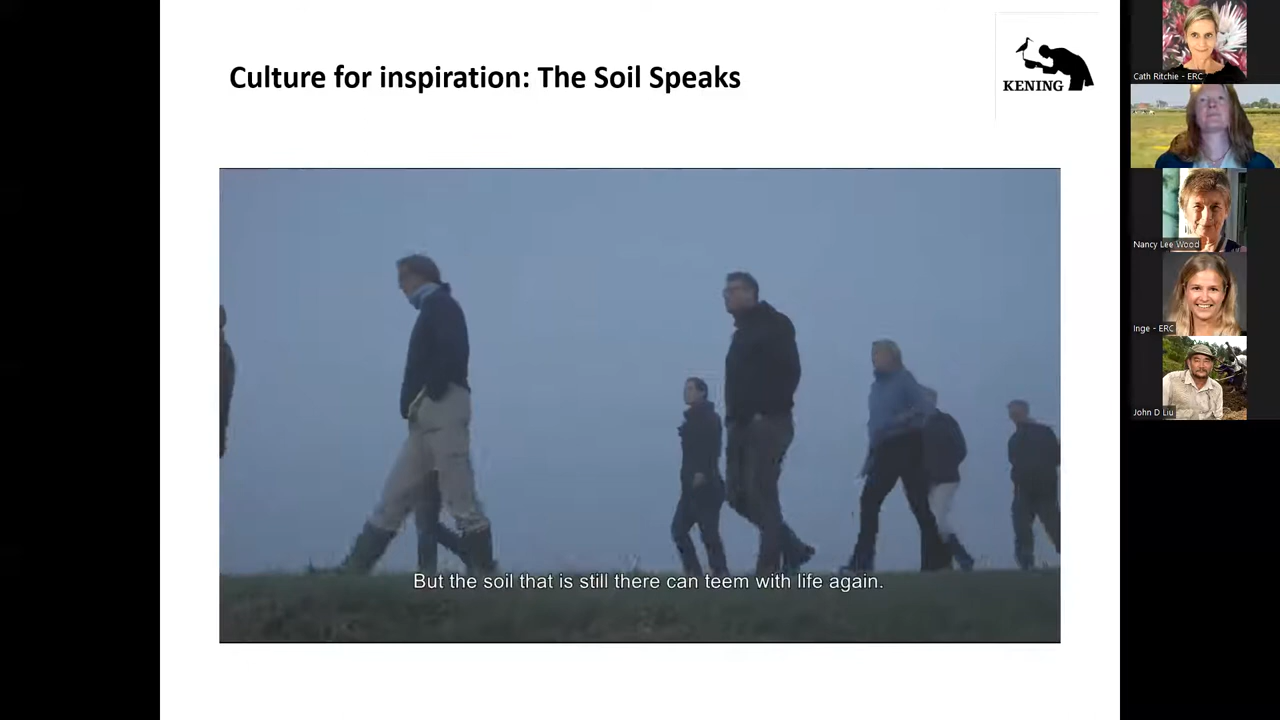 Culture for inspiration: The Soil Speaks
KENING
But the soil that is still there can teem with life again.
Cath Ritchie - ERC
Nancy Lee Wood
Inge - ERC
John D Liu